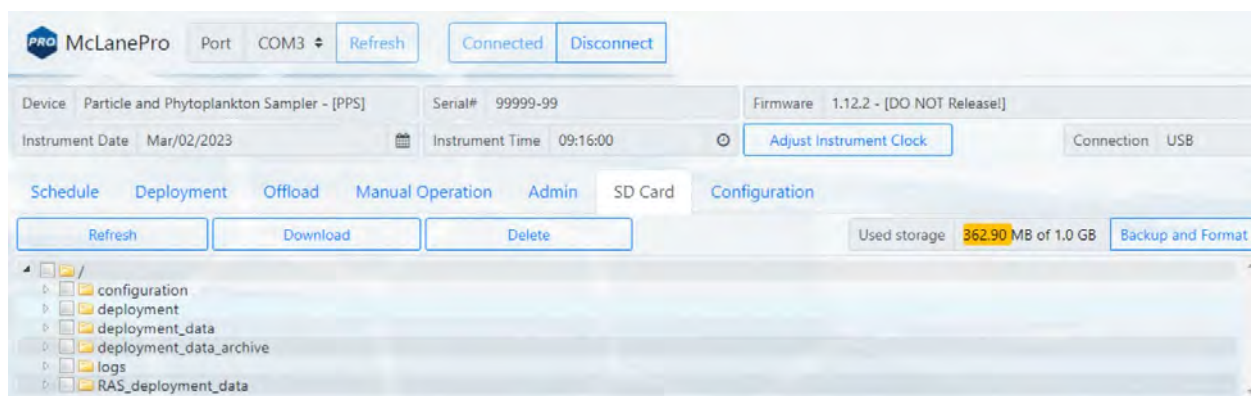 PRO McLanePro Port COM3 Refresh Connected Disconnect
Device Particle and Phytoplankton Sampler - [PPS] Serial# 99999-99 Firmware 1.12.2 - [DO NOT Release!]
Instrument Date Mar/02/2023 Instrument Time 09:16:00 Adjust Instrument Clock Connection USB
Schedule Deployment Offload Manual Operation Admin SD Card Configuration
Refresh Download Delete Used storage 362.90 MB of 1.0 GB Backup and Format
/
configuration
deployment
deployment_data
deployment_data_archive
logs
RAS_deployment_data